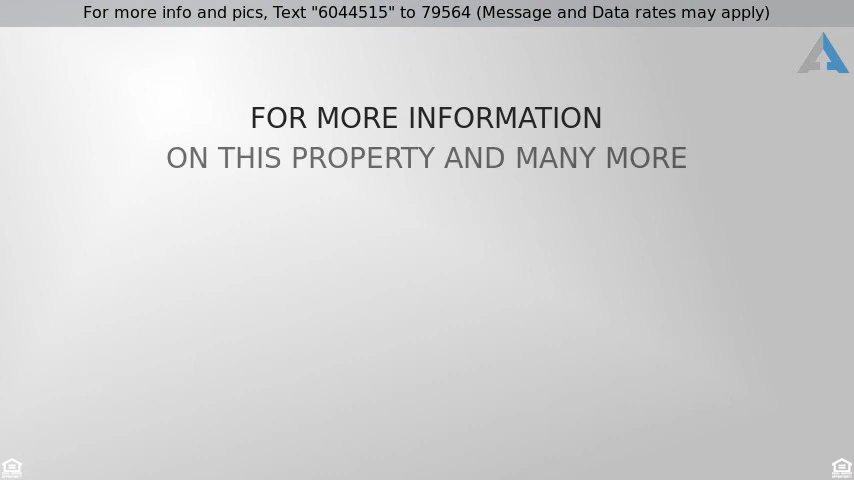 For more info and pics, Text "6044515" to 79564 (Message and Data rates may apply)
FOR MORE INFORMATION
ON THIS PROPERTY AND MANY MORE